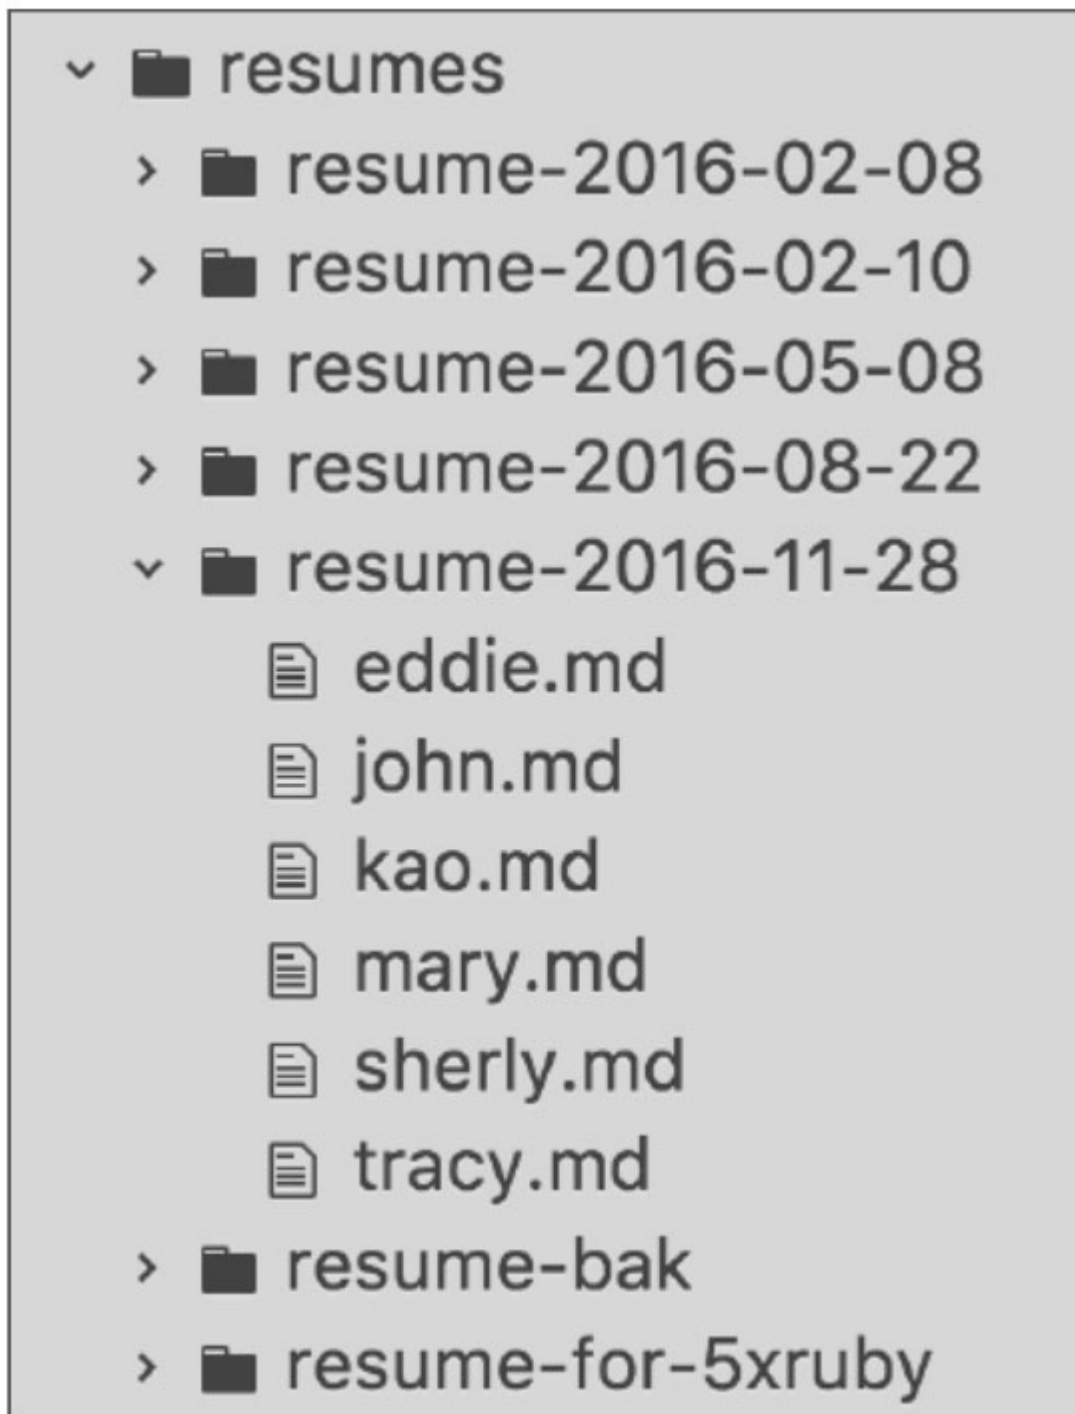 resumes
resume-2016-02-08
resume-2016-02-10
resume-2016-05-08
resume-2016-08-22
resume-2016-11-28
eddie.md
john.md
kao.md
mary.md
sherly.md
tracy.md
resume-bak
resume-for-5xruby